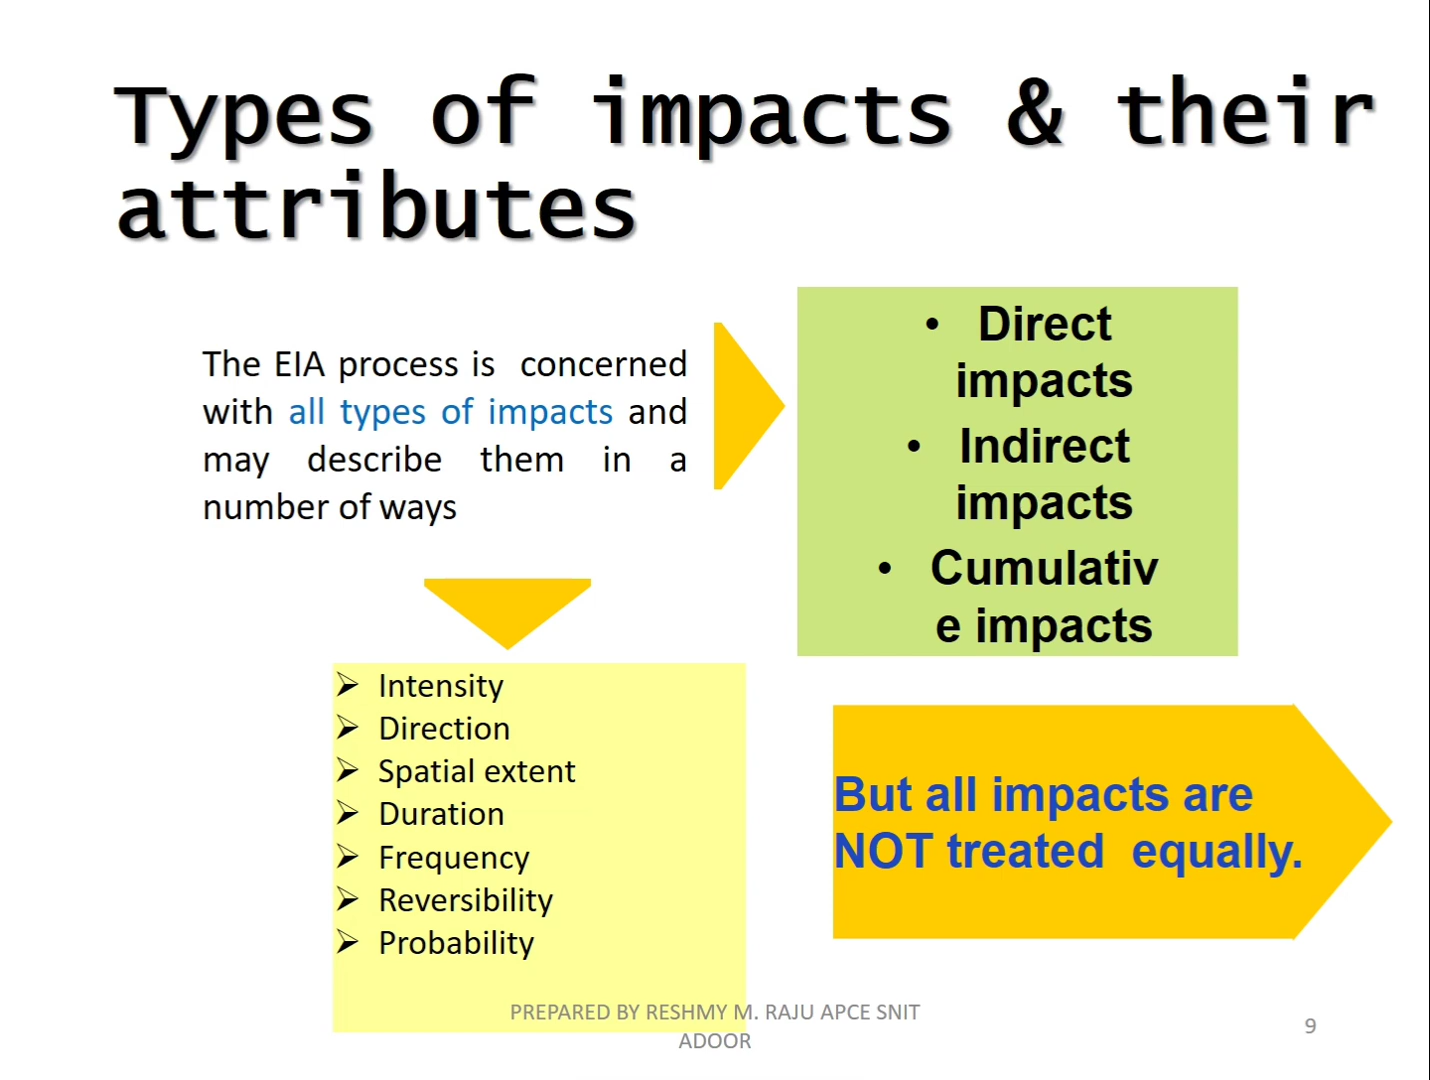 Types of impacts & their
attributes
The EIA process is concerned
with all types of impacts and
may describe them in a
number of ways
• Direct
impacts
• Indirect
impacts
• Cumulativ
e impacts
➢ Intensity
➢ Direction
➢ Spatial extent
➢ Duration
➢ Frequency
➢ Reversibility
➢ Probability
But all impacts are
NOT treated equally.
PREPARED BY RESHMY M. RAJU APCE SNIT
ADOOR
9